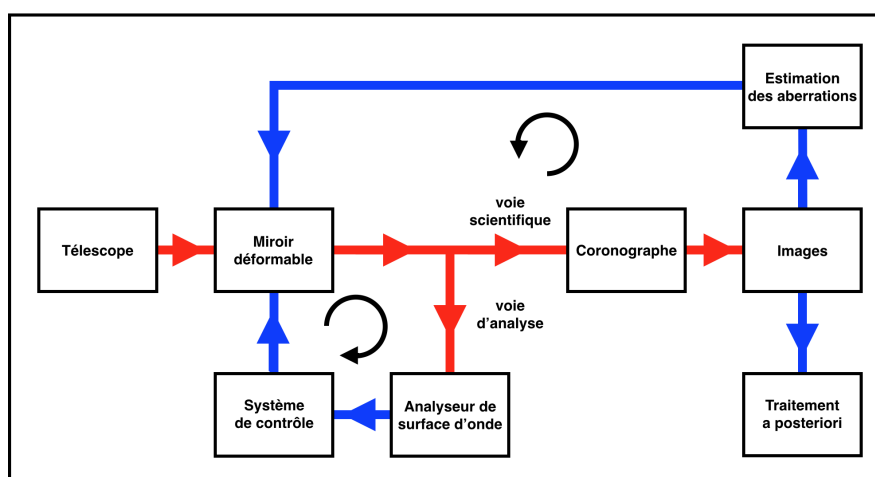 Estimation
des aberrations
voie
scientifique
Télescope
Miroir
déformable
Coronographe
Images
voie
d'analyse
Système
de contrôle
Analyseur de
surface d'onde
Traitement
a posteriori